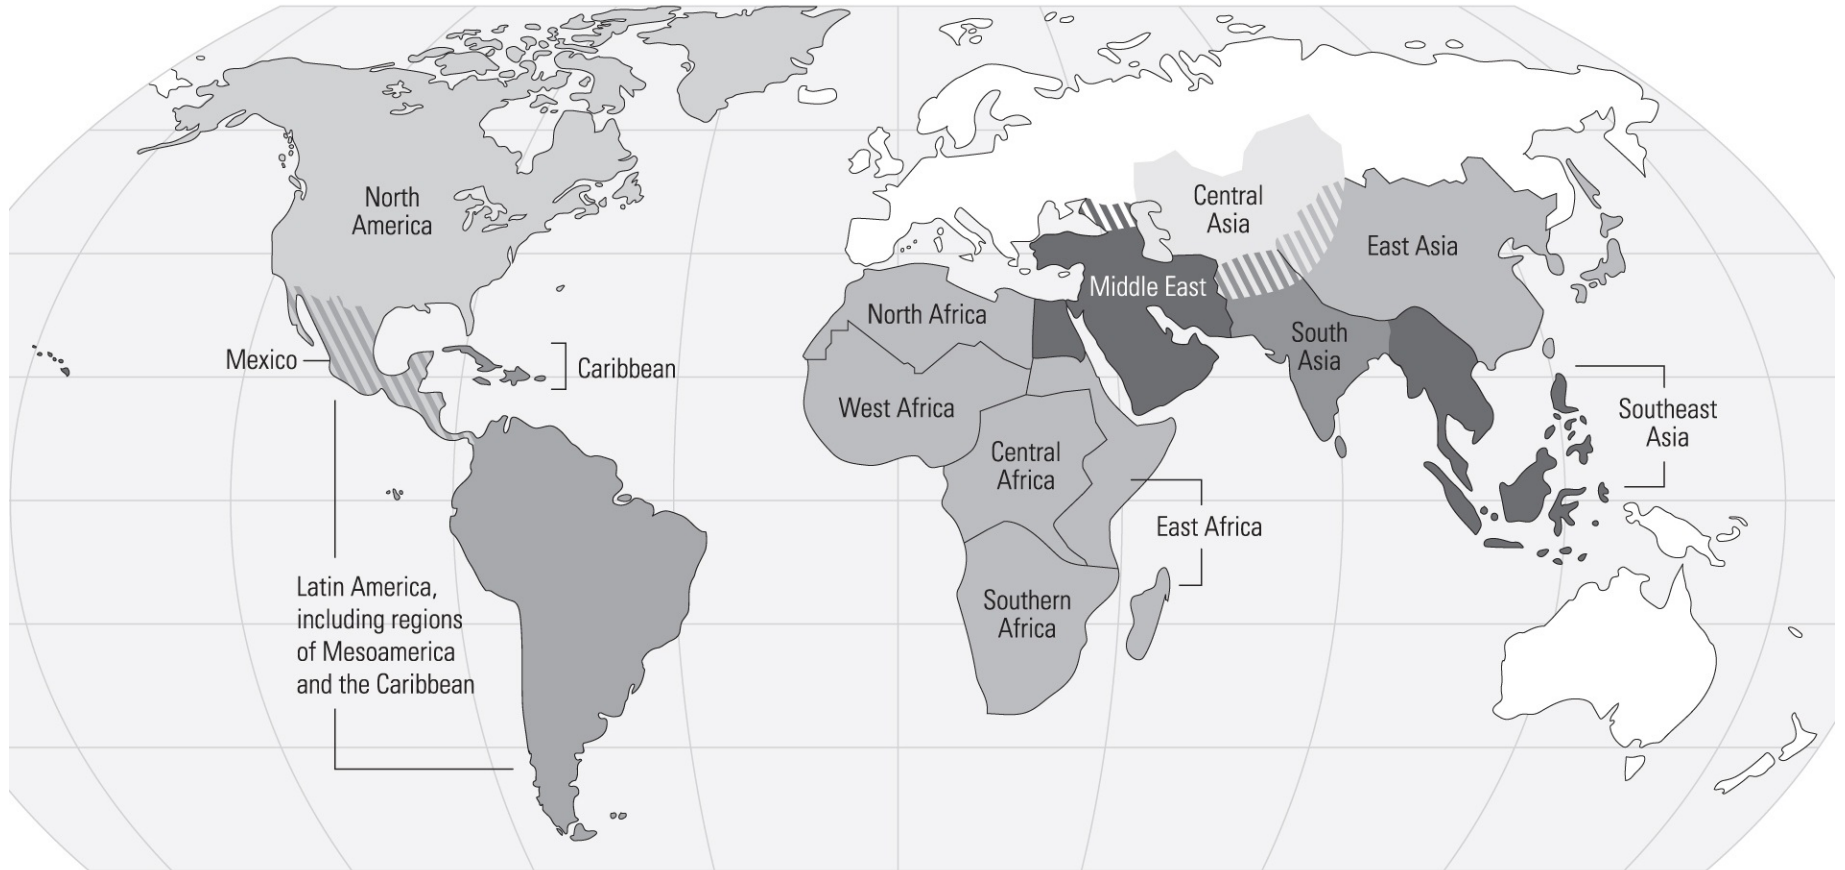 North
America
Central
Asia
East Asia
Middle East
North Africa
South
Asia
Mexico
Caribbean
West Africa
Southeast
Asia
Central
Africa
East Africa
Latin America,
including regions
of Mesoamerica
and the Caribbean
Southern
Africa